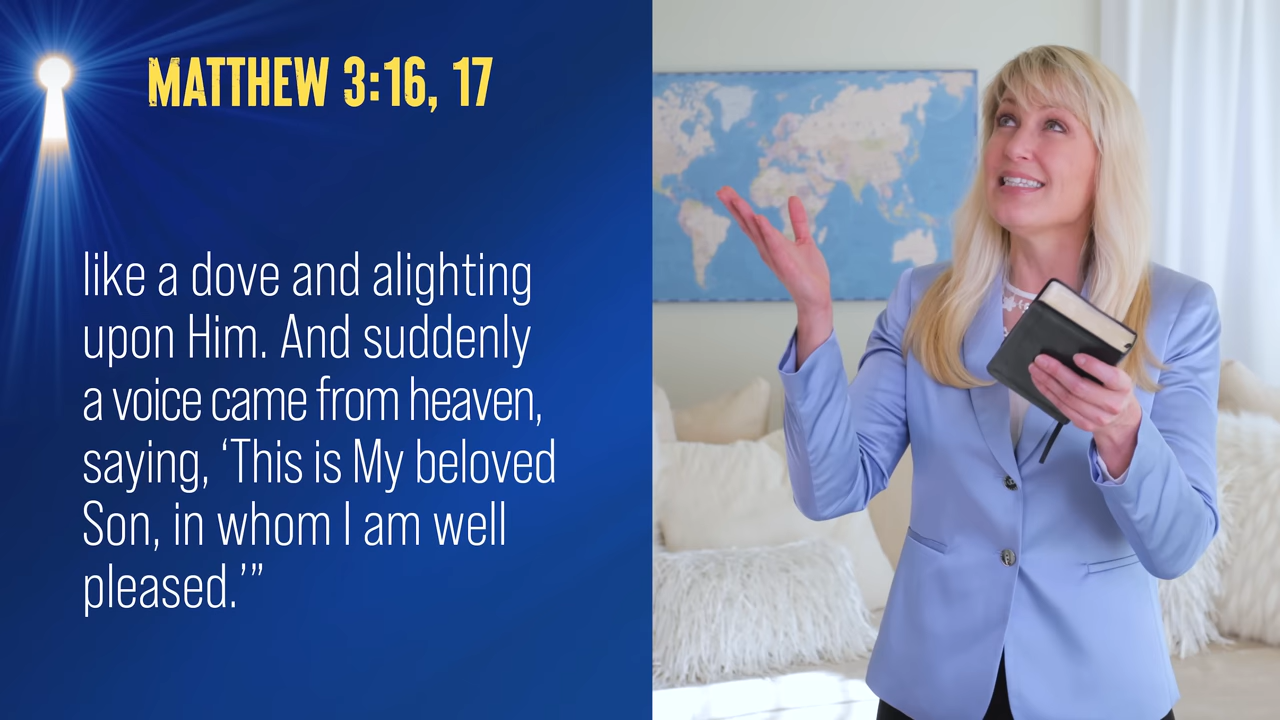 MATTHEW 3:16, 17
like a dove and alighting
upon Him. And suddenly
a voice came from heaven,
saying, ‘This is My beloved
Son, in whom I am well
pleased.’”